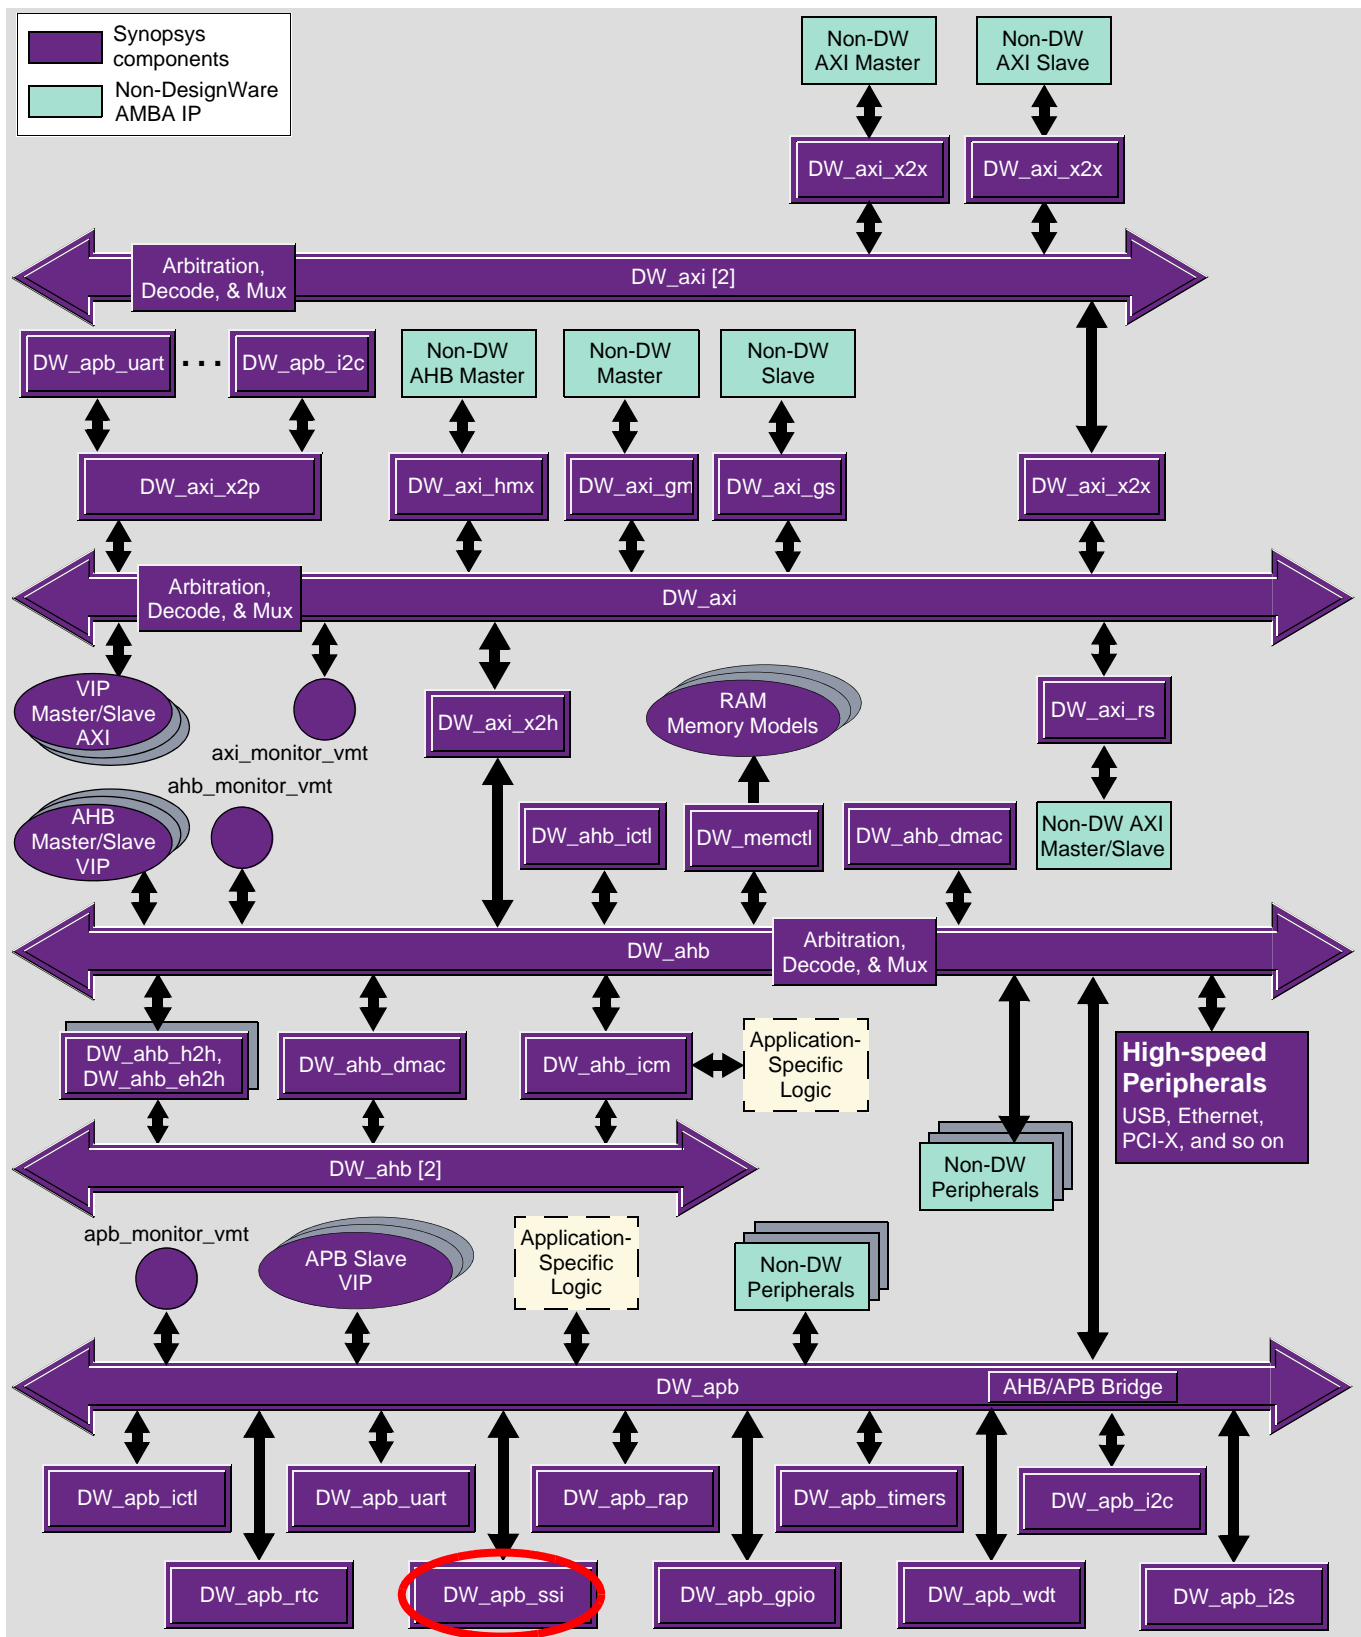 Synopsys
components
Non-DesignWare
AMBA IP
Non-DW
AXI Master
Non-DW
AXI Slave
DW_axi_x2x
DW_axi_x2x
Arbitration,
Decode, & Mux
DW_axi [2]
DW_apb_uart
. . .
DW_apb_i2c
Non-DW
AHB Master
Non-DW
Master
Non-DW
Slave
DW_axi_x2p
DW_axi_hmx
DW_axi_gm
DW_axi_gs
DW_axi_x2x
Arbitration,
Decode, & Mux
DW_axi
VIP
Master/Slave
AXI
axi_monitor_vmt
DW_axi_x2h
RAM
Memory Models
DW_axi_rs
ahb_monitor_vmt
AHB
Master/Slave
VIP
DW_ahb_ictl
DW_memctl
DW_ahb_dmac
Non-DW AXI
Master/Slave
DW_ahb
Arbitration,
Decode, & Mux
DW_ahb_h2h,
DW_ahb_eh2h
DW_ahb_dmac
DW_ahb_icm
Application-
Specific
Logic
High-speed
Peripherals
USB, Ethernet,
PCI-X, and so on
DW_ahb [2]
Non-DW
Peripherals
apb_monitor_vmt
APB Slave
VIP
Application-
Specific
Logic
Non-DW
Peripherals
DW_apb
AHB/APB Bridge
DW_apb_ictl
DW_apb_uart
DW_apb_rap
DW_apb_timers
DW_apb_i2c
DW_apb_rtc
DW_apb_ssi
DW_apb_gpio
DW_apb_wdt
DW_apb_i2s